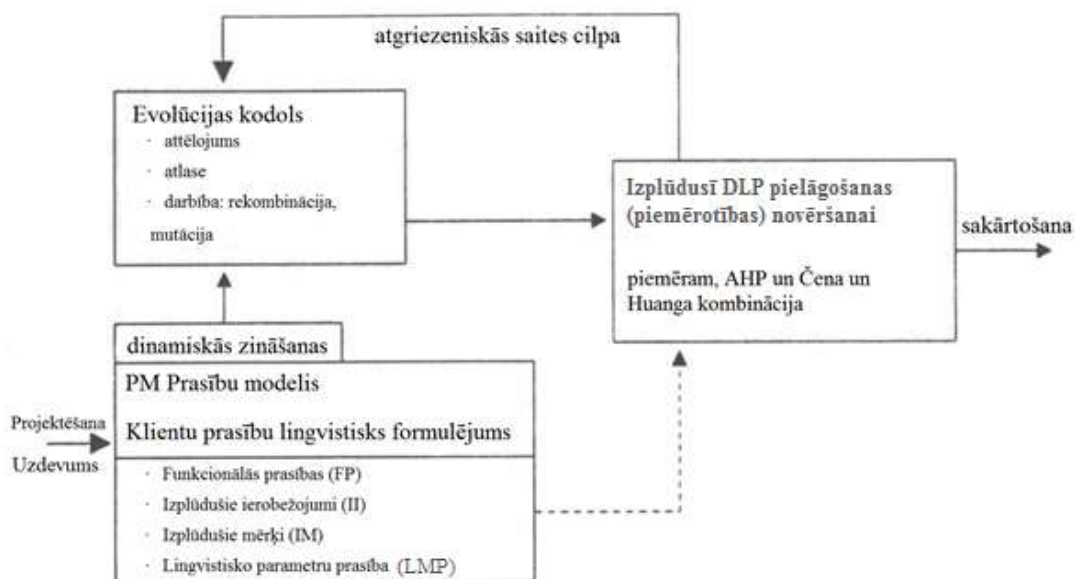 atgriezeniskās saites cilpa
Evolūcijas kodols
· attēlojums
· atlase
· darbība: rekombinācija,
mutācija
Izplūdusī DLP pielāgošanas
(piemērotības) novēršanai
piemēram, AHP un Čena un
Huanga kombinācija
sakārtošana
dinamiskās zināšanas
PM Prasību modelis
Klientu prasību lingvistisks formulējums
Projektēšana
Uzdevums
· Funkcionālās prasības (FP)
· Izplūdušie ierobežojumi (II)
· Izplūdušie mērķi (IM)
· Lingvistisko parametru prasība (LMP)